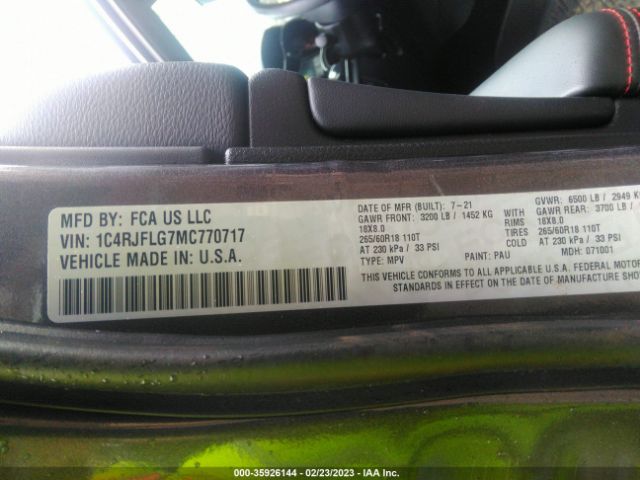 MFD BY: FCA US LLC
VIN: 1C4RJFLG7MC770717
VEHICLE MADE IN: U.S.A.
DATE OF MFR (BUILT): 7-21
GAWR FRONT: 3200 LB / 1452 KG
18X8.0
265/60R18 110T
AT 230 kPa / 33 PSI
TYPE: MPV
WITH
RIMS
TIRES
COLD
PAINT: PAU
GVWR: 6500 LB / 2949 K
GAWR REAR: 3700 LB /
18X8.0
265/60R18 110T
AT 230 kPa / 33 PSI
MDH: 071001
THIS VEHICLE CONFORMS TO ALL APPLICABLE U.S.A. FEDERAL MOTOR
STANDARDS IN EFFECT ON THE DATE OF MANUFACTURE SH
000-35926144 — 02/23/2023 — IAA Inc.